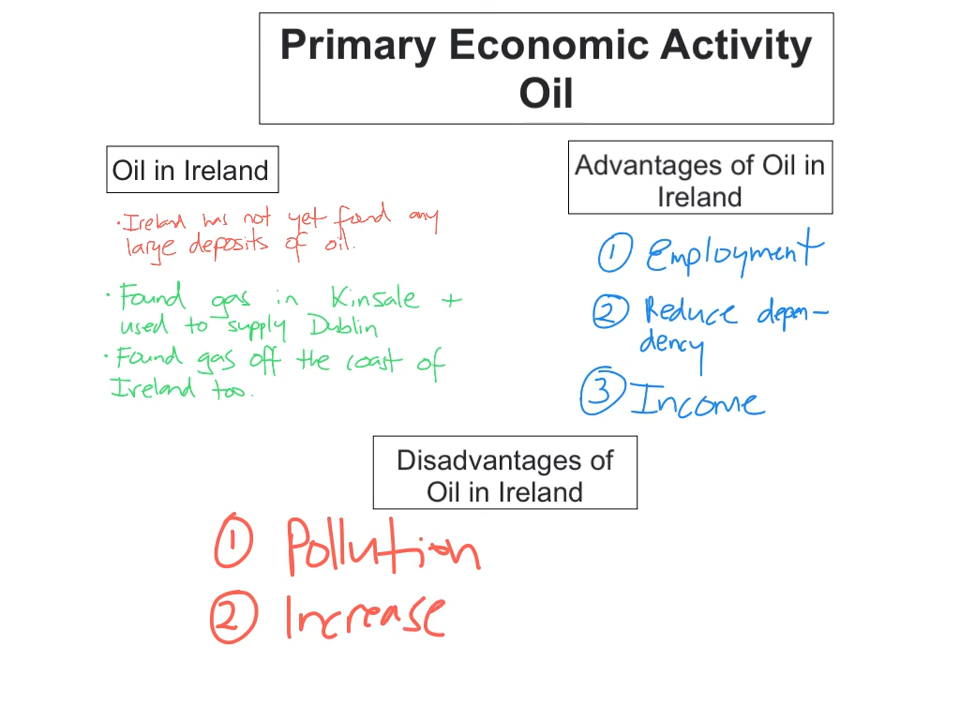 Primary Economic Activity
Oil
Oil in Ireland
· Ireland has not yet found any
large deposits of oil.
· Found gas in Kinsale +
used to supply Dublin
· Found gas off the coast of
Ireland too.
Advantages of Oil in
Ireland
① Employment
② Reduce depen-
dency
③ Income
Disadvantages of
Oil in Ireland
① Pollution
② Increase